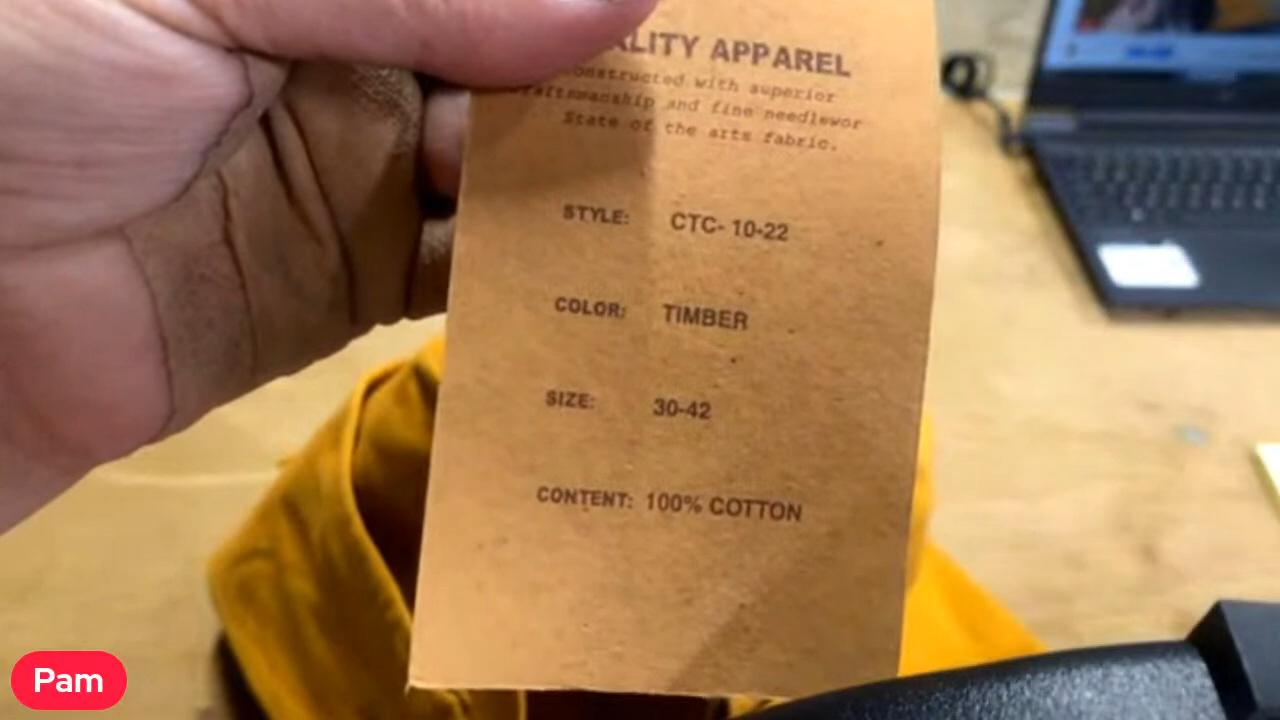 ALITY APPAREL
onstructed with superior
raftsmanship and fine needlewor
State of the arts fabric.
STYLE: CTC- 10-22
COLOR: TIMBER
SIZE: 30-42
CONTENT: 100% COTTON
Pam